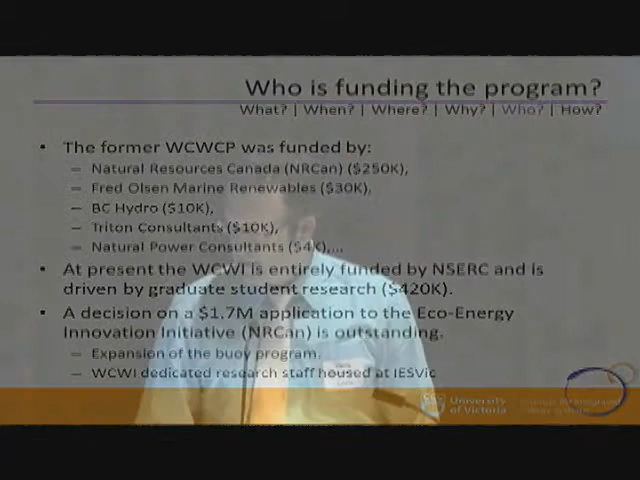 Who is funding the program?
What? | When? | Where? | Why? | Who? | How?
• The former WCWCP was funded by:
– Natural Resources Canada (NRCan) ($250K),
– Fred Olsen Marine Renewables ($30K),
– BC Hydro ($10K),
– Triton Consultants ($10K),
– Natural Power Consultants ($4K),...
• At present the WCWI is entirely funded by NSERC and is
driven by graduate student research ($420K).
• A decision on a $1.7M application to the Eco-Energy
Innovation Initiative (NRCan) is outstanding.
– Expansion of the buoy program.
– WCWI dedicated research staff housed at IESVic
University
of Victoria